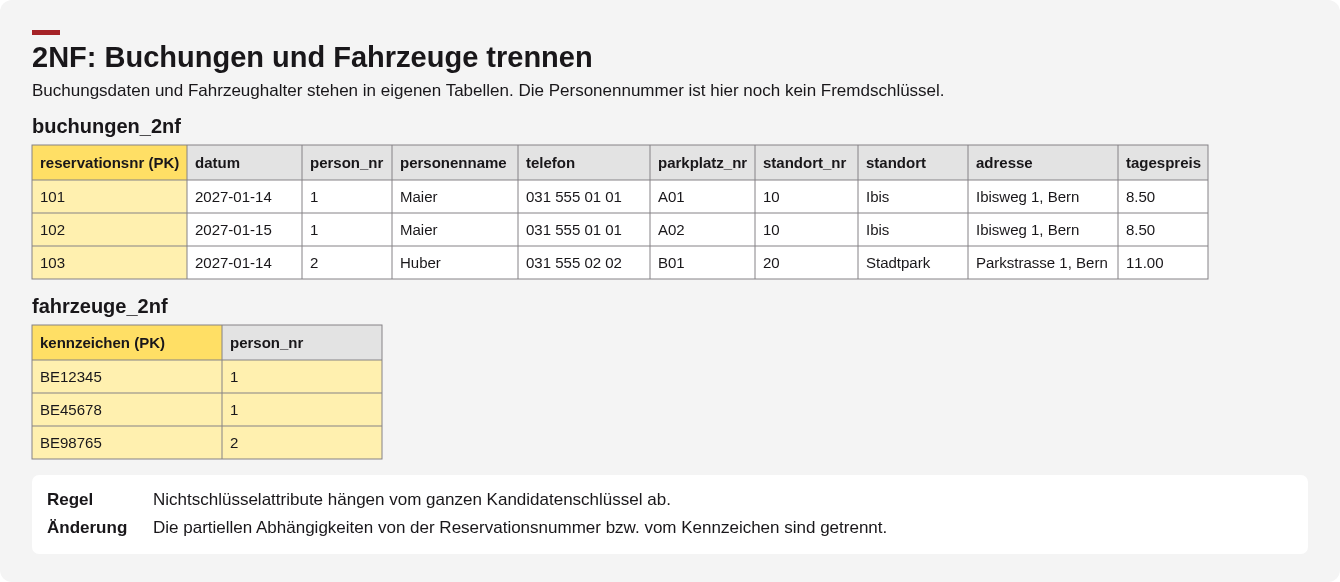 2NF: Buchungen und Fahrzeuge trennen
Buchungsdaten und Fahrzeughalter stehen in eigenen Tabellen. Die Personennummer ist hier noch kein Fremdschlüssel.
buchungen_2nf
reservationsnr (PK) datum person_nr personenname telefon parkplatz_nr standort_nr standort adresse tagespreis
101 2027-01-14 1 Maier 031 555 01 01 A01 10 Ibis Ibisweg 1, Bern 8.50
102 2027-01-15 1 Maier 031 555 01 01 A02 10 Ibis Ibisweg 1, Bern 8.50
103 2027-01-14 2 Huber 031 555 02 02 B01 20 Stadtpark Parkstrasse 1, Bern 11.00
fahrzeuge_2nf
kennzeichen (PK) person_nr
BE12345 1
BE45678 1
BE98765 2
Regel Nichtschlüsselattribute hängen vom ganzen Kandidatenschlüssel ab.
Änderung Die partiellen Abhängigkeiten von der Reservationsnummer bzw. vom Kennzeichen sind getrennt.